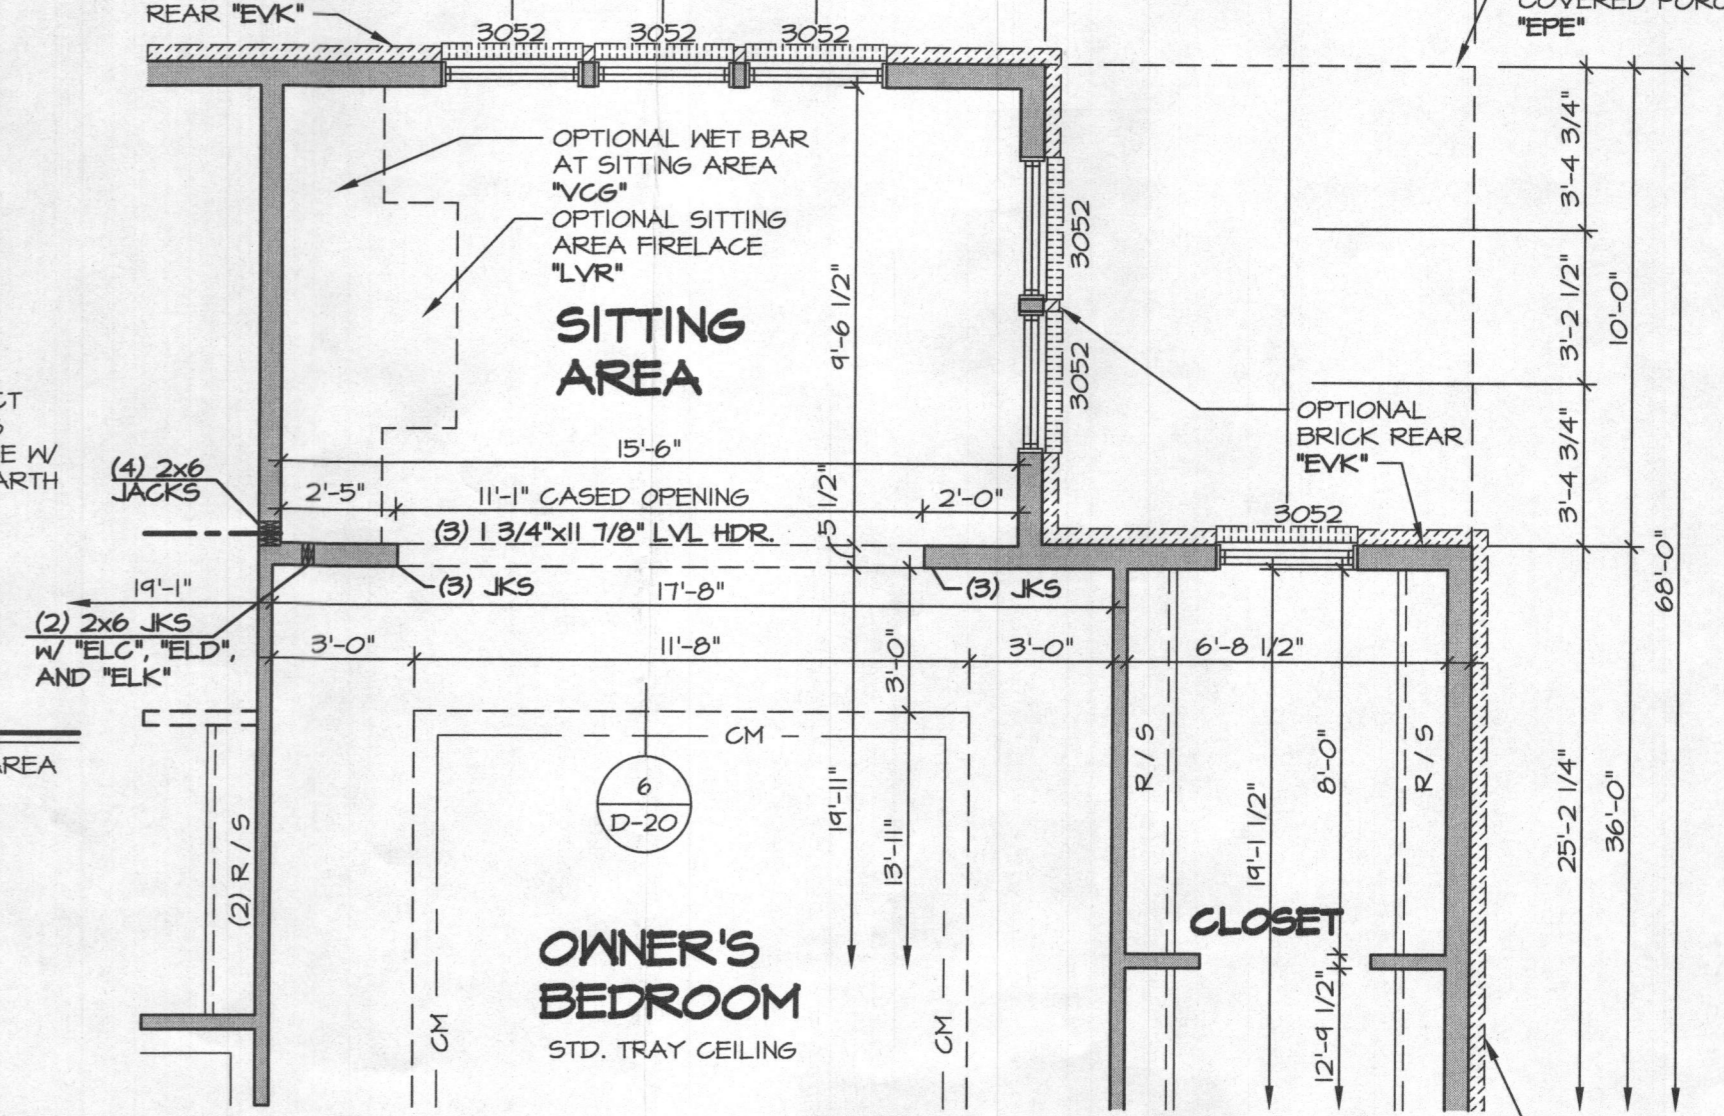 REAR "EVK"
3052
3052
3052
COVERED
"EPE"
OPTIONAL WET BAR
AT SITTING AREA
"VCG"
OPTIONAL SITTING
AREA FIRELACE
"LVR"
SITTING
AREA
9'-6 1/2"
3052
3052
3'-4 3/4"
3'-2 1/2"
10'-0"
3'-4 3/4"
68'-0"
OPTIONAL
BRICK REAR
"EVK"
E W/
(4) 2x6
JACKS
15'-6"
2'-5"
11'-1" CASED OPENING
2'-0"
5 1/2"
(3) 1 3/4"x11 7/8" LVL HDR.
3052
19'-1"
(3) JKS
17'-8"
(3) JKS
(2) 2x6 JKS
W/ "ELC", "ELD",
AND "ELK"
3'-0"
11'-8"
3'-0"
3'-0"
6'-8 1/2"
AREA
CM
6
D-20
R / S
R / S
(2) R / S
19'-11"
13'-11"
19'-1 1/2"
8'-0"
25'-2 1/4"
36'-0"
CLOSET
OWNER'S
BEDROOM
STD. TRAY CEILING
CM
CM
12'-9 1/2"